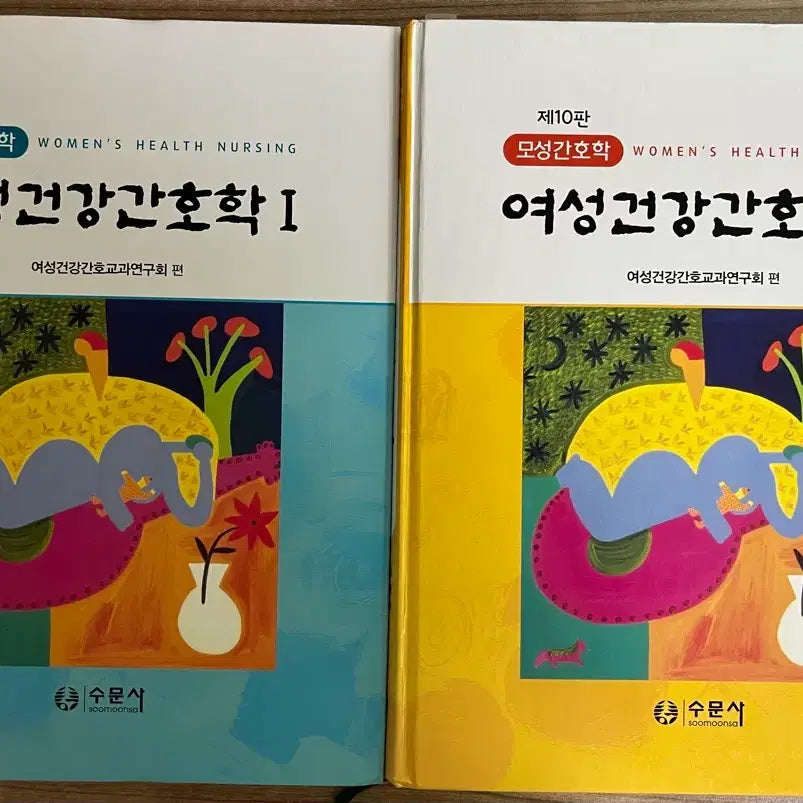 학 WOMEN'S HEALTH NURSING
건강간호학 I
여성건강간호교과연구회 편
수문사
soomoonsa
제10판
모성간호학 WOMEN'S HEALTH
여성건강간호
여성건강간호교과연구회 편
수문사
soomoonsa